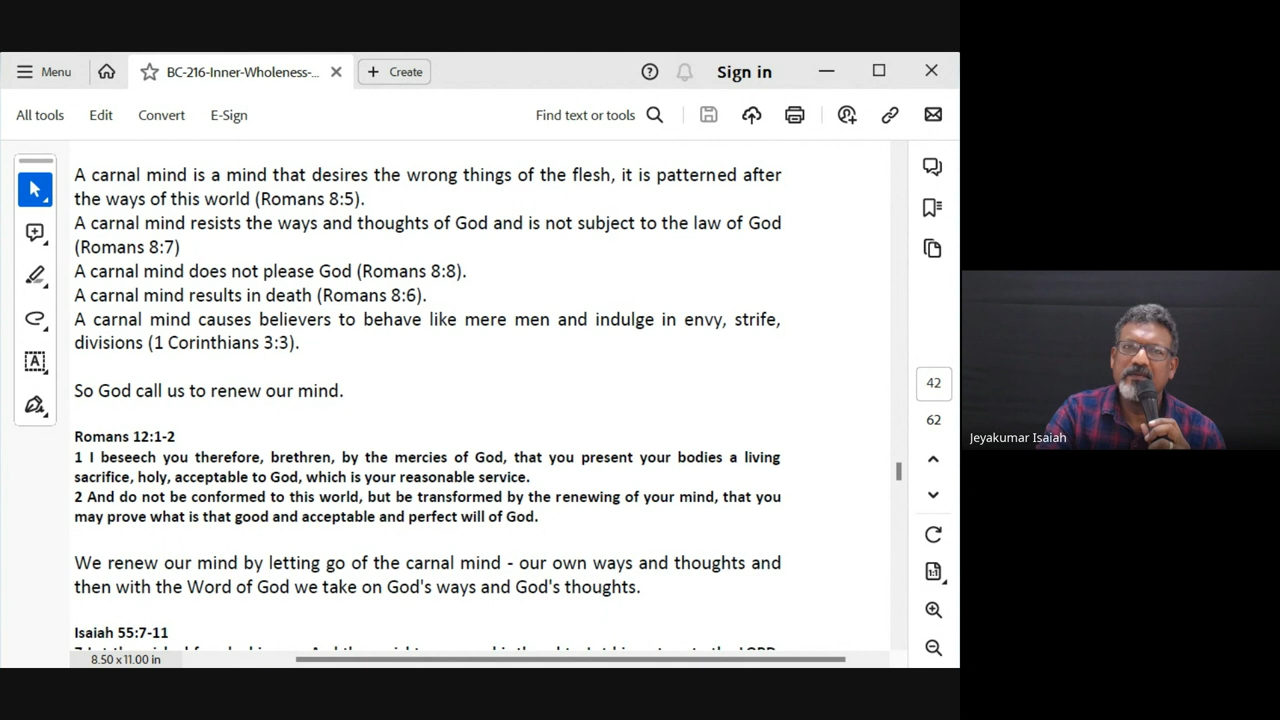 Menu
BC-216-Inner-Wholeness-...
Create
Sign in
All tools
Edit
Convert
E-Sign
Find text or tools
A carnal mind is a mind that desires the wrong things of the flesh, it is patterned after
the ways of this world (Romans 8:5).
A carnal mind resists the ways and thoughts of God and is not subject to the law of God
(Romans 8:7)
A carnal mind does not please God (Romans 8:8).
A carnal mind results in death (Romans 8:6).
A carnal mind causes believers to behave like mere men and indulge in envy, strife,
divisions (1 Corinthians 3:3).
So God call us to renew our mind.
Romans 12:1-2
1 I beseech you therefore, brethren, by the mercies of God, that you present your bodies a living
sacrifice, holy, acceptable to God, which is your reasonable service.
2 And do not be conformed to this world, but be transformed by the renewing of your mind, that you
may prove what is that good and acceptable and perfect will of God.
We renew our mind by letting go of the carnal mind - our own ways and thoughts and
then with the Word of God we take on God's ways and God's thoughts.
Isaiah 55:7-11
8.50 x 11.00 in
42
62
1:1
Jeyakumar Isaiah